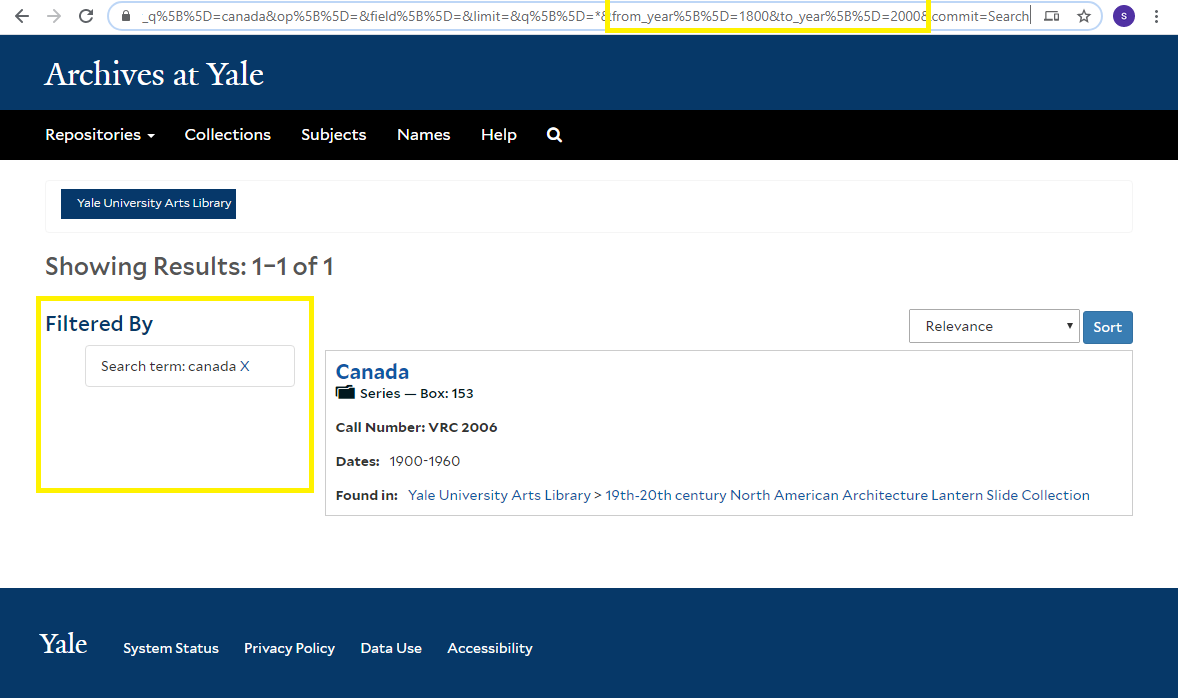 _q%5B%5D=canada&op%5B%5D=&field%5B%5D=&limit=&q%5B%5D=*&from_year%5B%5D=1800&to_year%5B%5D=2000&commit=Search
S
Archives at Yale
Repositories Collections Subjects Names Help
Yale University Arts Library
Showing Results: 1–1 of 1
Filtered By
Search term: canada X
Relevance Sort
Canada
Series — Box: 153
Call Number: VRC 2006
Dates: 1900-1960
Found in: Yale University Arts Library > 19th-20th century North American Architecture Lantern Slide Collection
Yale System Status Privacy Policy Data Use Accessibility